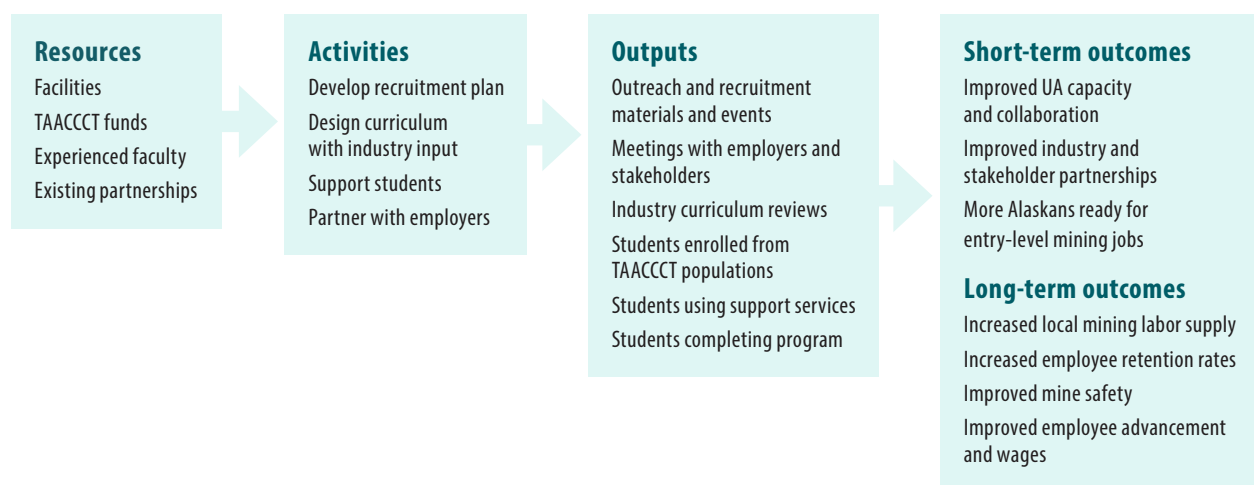 Resources
Facilities
TAACCCT funds
Experienced faculty
Existing partnerships
Activities
Develop recruitment plan
Design curriculum
with industry input
Support students
Partner with employers
Outputs
Outreach and recruitment
materials and events
Meetings with employers and
stakeholders
Industry curriculum reviews
Students enrolled from
TAACCCT populations
Students using support services
Students completing program
Short-term outcomes
Improved UA capacity
and collaboration
Improved industry and
stakeholder partnerships
More Alaskans ready for
entry-level mining jobs
Long-term outcomes
Increased local mining labor supply
Increased employee retention rates
Improved mine safety
Improved employee advancement
and wages